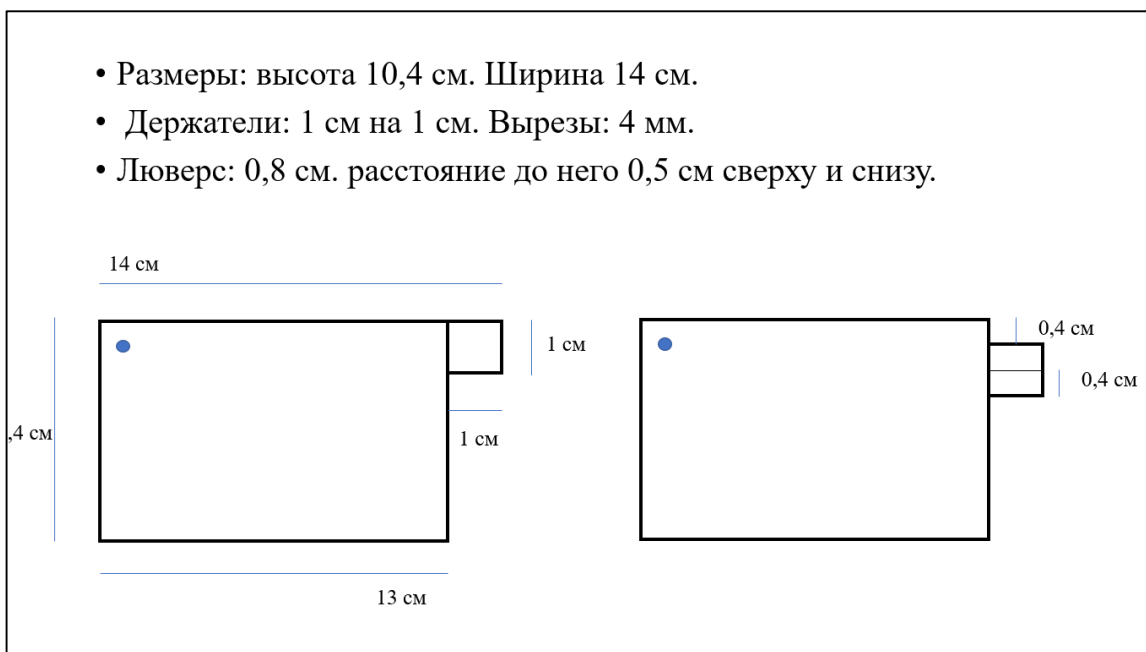 • Размеры: высота 10,4 см. Ширина 14 см.
• Держатели: 1 см на 1 см. Вырезы: 4 мм.
• Люверс: 0,8 см. расстояние до него 0,5 см сверху и снизу.
14 см
0,4 см
1 см
0,4 см
,4 см
1 см
13 см